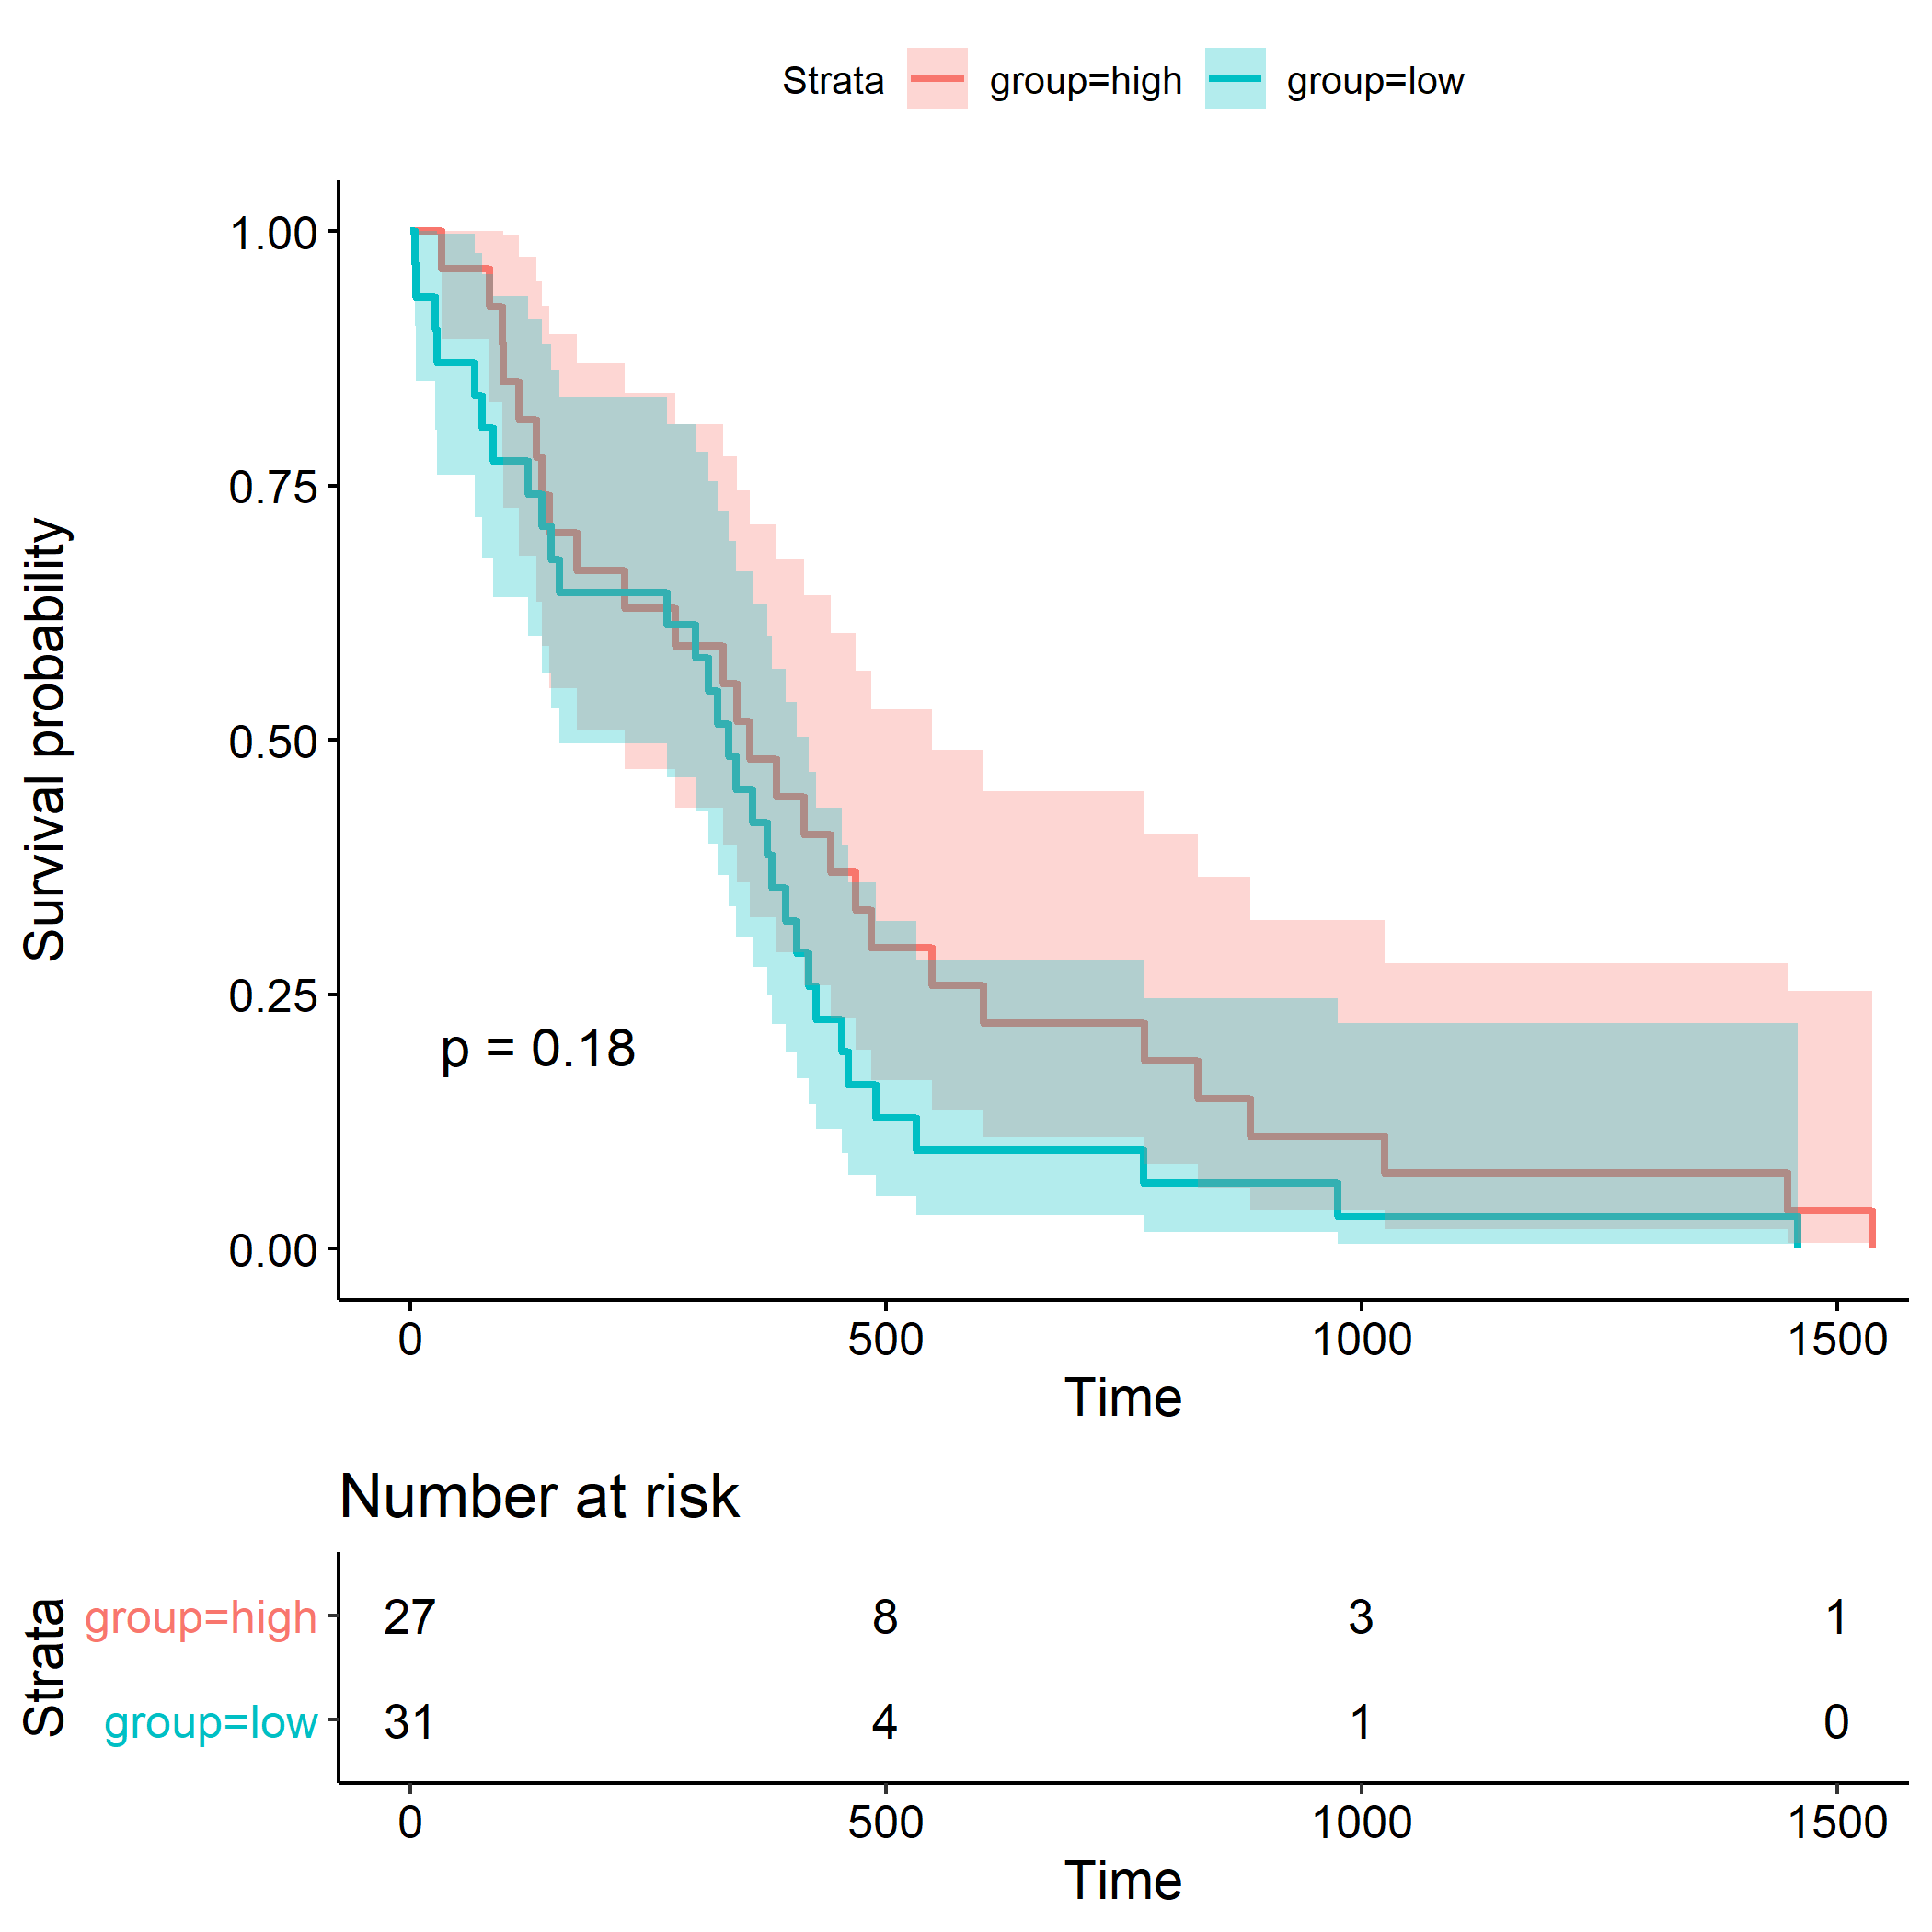 Strata group=high group=low
Survival probability
1.00
0.75
0.50
0.25
0.00
p = 0.18
0 500 1000 1500
Time
Number at risk
Strata
group=high 27 8 3 1
group=low 31 4 1 0
0 500 1000 1500
Time